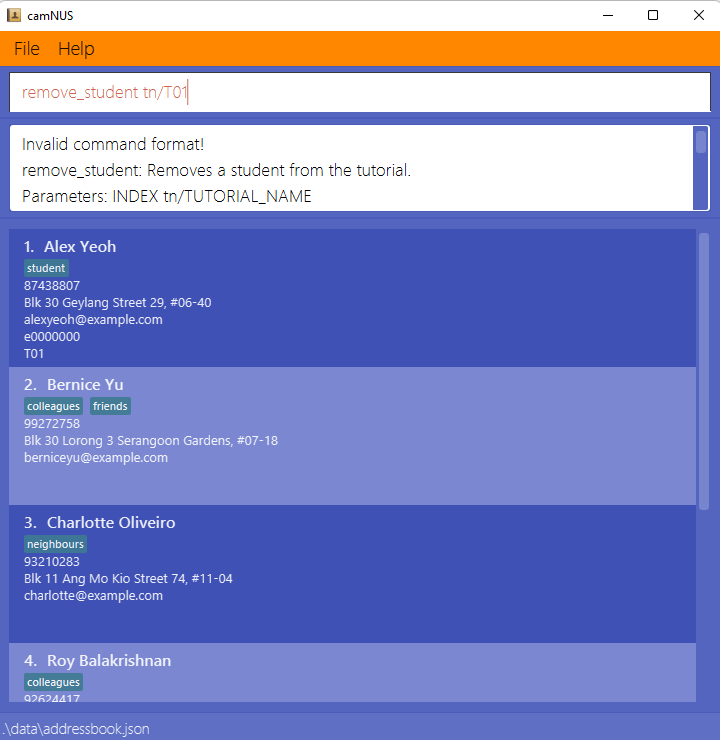 camNUS
File Help
remove_student tn/T01
Invalid command format!
remove_student: Removes a student from the tutorial.
Parameters: INDEX tn/TUTORIAL_NAME
1. Alex Yeoh
student
87438807
Blk 30 Geylang Street 29, #06-40
alexyeoh@example.com
e0000000
T01
2. Bernice Yu
colleagues friends
99272758
Blk 30 Lorong 3 Serangoon Gardens, #07-18
berniceyu@example.com
3. Charlotte Oliveiro
neighbours
93210283
Blk 11 Ang Mo Kio Street 74, #11-04
charlotte@example.com
4. Roy Balakrishnan
colleagues
92624417
.\data\addressbook.json